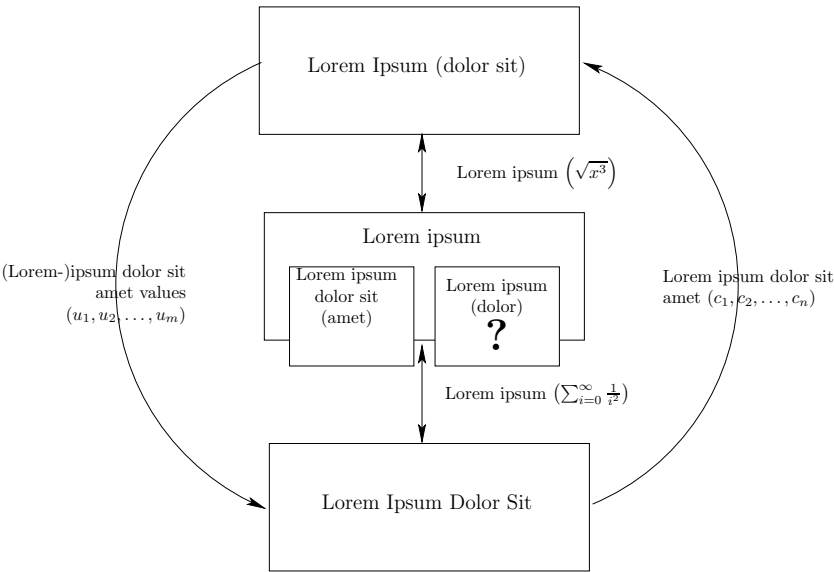 Lorem Ipsum (dolor sit)
Lorem ipsum (√x³)
Lorem ipsum
(Lorem-)ipsum dolor sit
amet values
(u₁, u₂, . . . , uₘ)
Lorem ipsum
dolor sit
(amet)
Lorem ipsum
(dolor)
?
Lorem ipsum dolor sit
amet (c₁, c₂, . . . , cₙ)
Lorem ipsum (∑_{i=0}^{∞} 1/i²)
Lorem Ipsum Dolor Sit